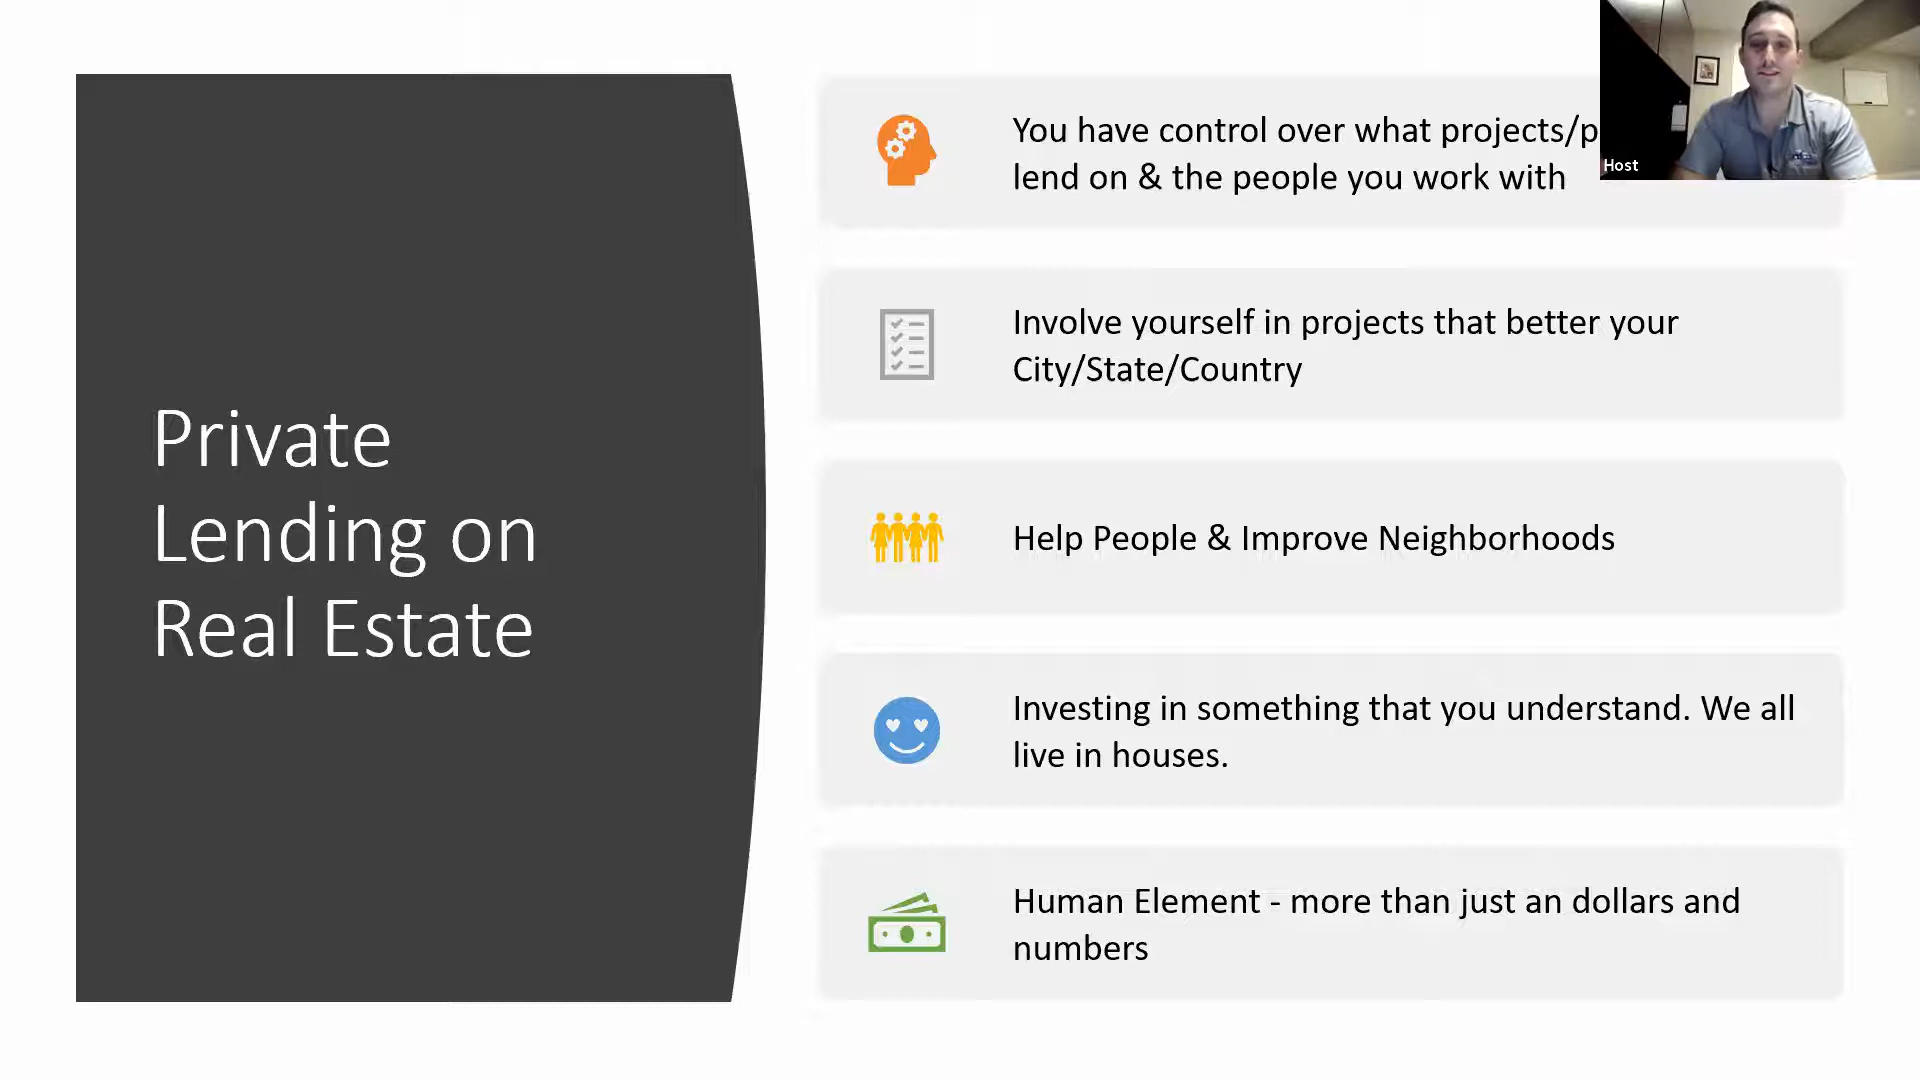 Private
Lending on
Real Estate
You have control over what projects/p
lend on & the people you work with
Involve yourself in projects that better your
City/State/Country
Help People & Improve Neighborhoods
Investing in something that you understand. We all
live in houses.
Human Element - more than just an dollars and
numbers
Host